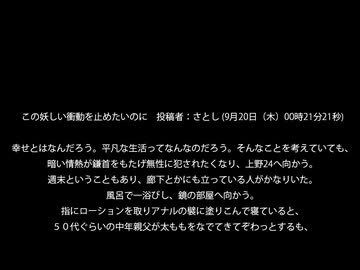 この妖しい衝動を止めたいのに　投稿者：さとし (9月20日（木）00時21分21秒)
幸せとはなんだろう。平凡な生活ってなんなのだろう。そんなことを考えていても、
暗い情熱が鎌首をもたげ無性に犯されたくなり、上野24へ向かう。
週末ということもあり、廊下とかにも立っている人がかなりいた。
風呂で一浴びし、鏡の部屋へ向かう。
指にローションを取りアナルの襞に塗りこんで寝ていると、
５０代ぐらいの中年親父が太ももをなでてきてぞわっとするも、